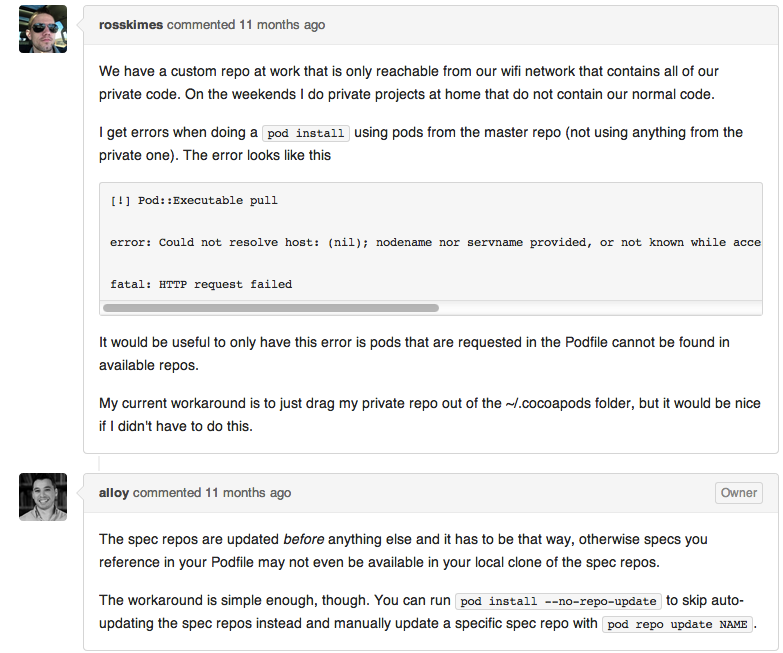 rosskimes commented 11 months ago
We have a custom repo at work that is only reachable from our wifi network that contains all of our
private code. On the weekends I do private projects at home that do not contain our normal code.
I get errors when doing a pod install using pods from the master repo (not using anything from the
private one). The error looks like this
[!] Pod::Executable pull
error: Could not resolve host: (nil); nodename nor servname provided, or not known while acce
fatal: HTTP request failed
It would be useful to only have this error is pods that are requested in the Podfile cannot be found in
available repos.
My current workaround is to just drag my private repo out of the ~/.cocoapods folder, but it would be nice
if I didn't have to do this.
alloy commented 11 months ago Owner
The spec repos are updated before anything else and it has to be that way, otherwise specs you
reference in your Podfile may not even be available in your local clone of the spec repos.
The workaround is simple enough, though. You can run pod install --no-repo-update to skip auto-
updating the spec repos instead and manually update a specific spec repo with pod repo update NAME .